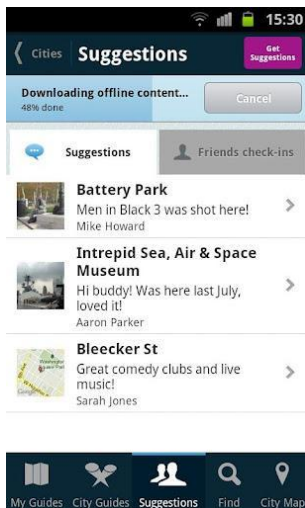 15:30
Cities
Suggestions
Get
Suggestions
Downloading offline content...
48% done
Cancel
Suggestions
Friends check-ins
Battery Park
Men in Black 3 was shot here!
Mike Howard
Intrepid Sea, Air & Space
Museum
Hi buddy! Was here last July,
loved it!
Aaron Parker
Bleecker St
Great comedy clubs and live
music!
Sarah Jones
My Guides City Guides Suggestions Find City Map